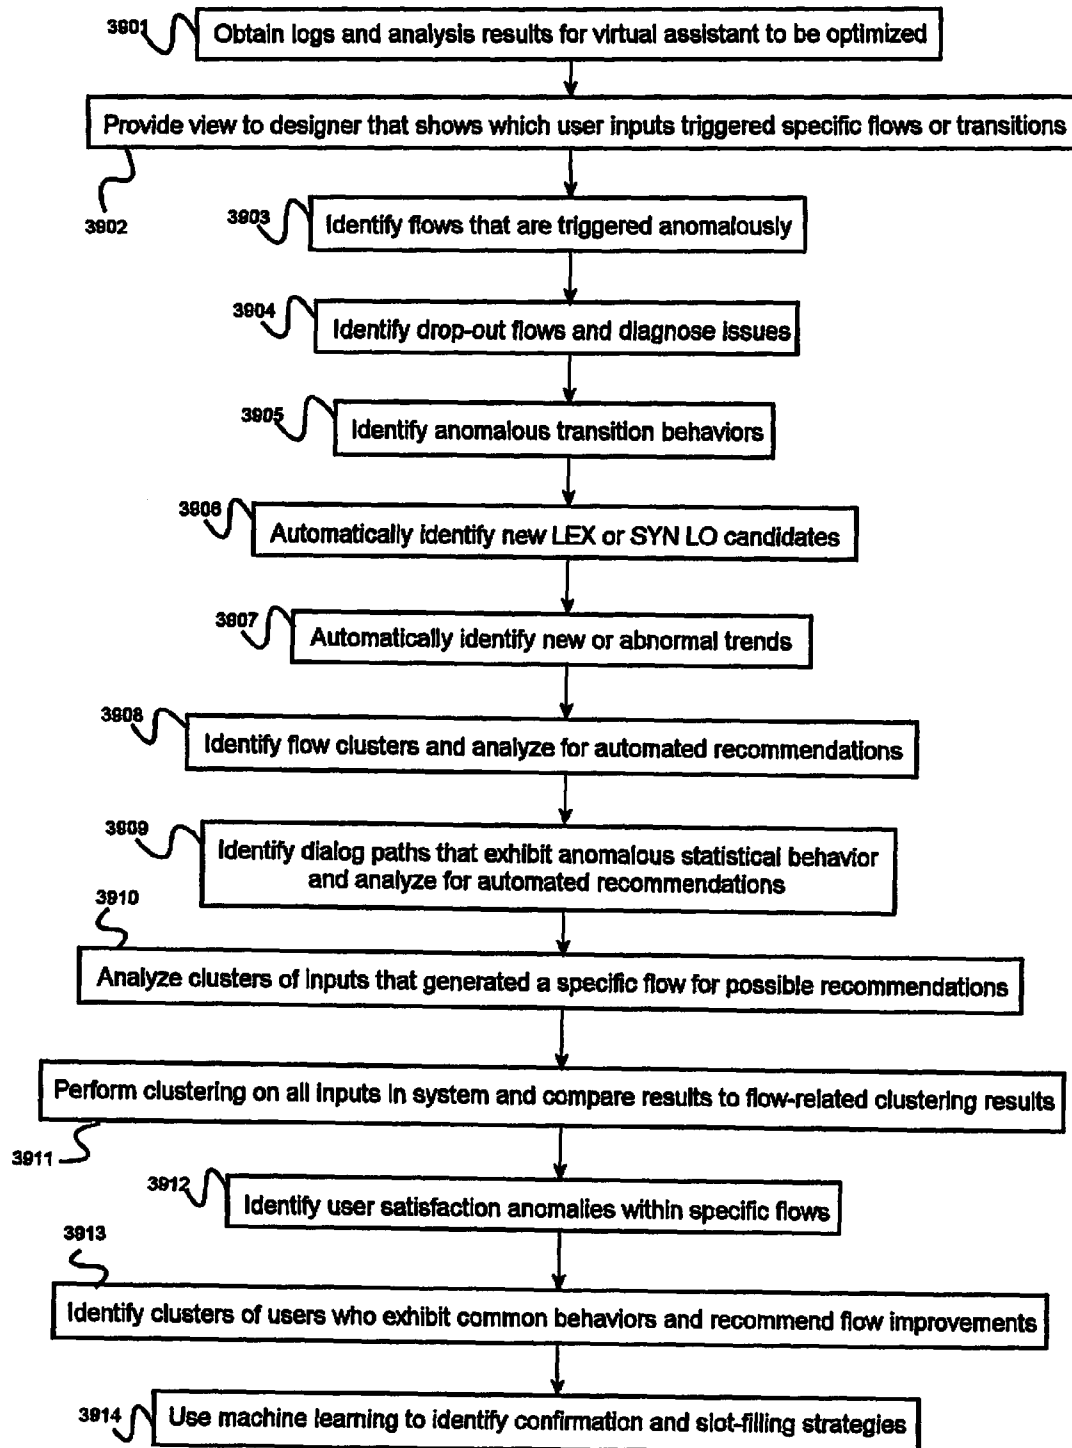 3901
Obtain logs and analysis results for virtual assistant to be optimized
Provide view to designer that shows which user inputs triggered specific flows or transitions
3902
3903
Identify flows that are triggered anomalously
3904
Identify drop-out flows and diagnose issues
3905
Identify anomalous transition behaviors
3906
Automatically identify new LEX or SYN LO candidates
3907
Automatically identify new or abnormal trends
3908
Identify flow clusters and analyze for automated recommendations
3909
Identify dialog paths that exhibit anomalous statistical behavior
and analyze for automated recommendations
3910
Analyze clusters of inputs that generated a specific flow for possible recommendations
Perform clustering on all inputs in system and compare results to flow-related clustering results
3911
3912
Identify user satisfaction anomalies within specific flows
3913
Identify clusters of users who exhibit common behaviors and recommend flow improvements
3914
Use machine learning to identify confirmation and slot-filling strategies